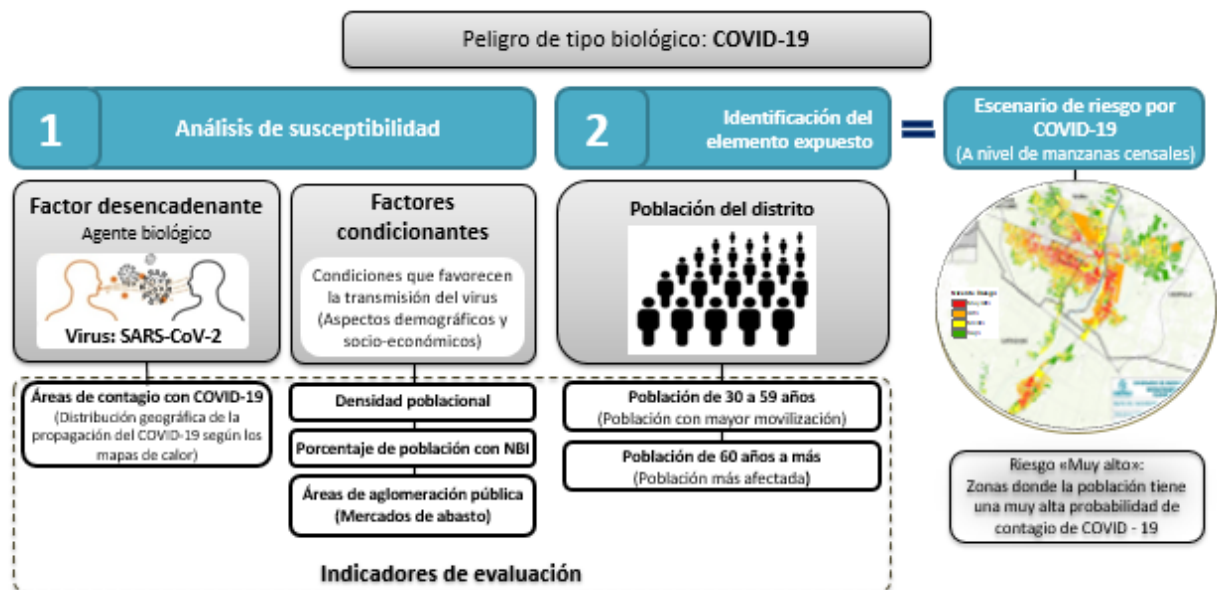 Peligro de tipo biológico: COVID-19
1
Análisis de susceptibilidad
2
Identificación del
elemento expuesto
=
Escenario de riesgo por
COVID-19
(A nivel de manzanas censales)
Factor desencadenante
Agente biológico
Virus: SARS-CoV-2
Factores
condicionantes
Condiciones que favorecen
la transmisión del virus
(Aspectos demográficos y
socio-económicos)
Población del distrito
Áreas de contagio con COVID-19
(Distribución geográfica de la
propagación del COVID-19 según los
mapas de calor)
Densidad poblacional
Porcentaje de población con NBI
Áreas de aglomeración pública
(Mercados de abasto)
Población de 30 a 59 años
(Población con mayor movilización)
Población de 60 años a más
(Población más afectada)
Riesgo «Muy alto»:
Zonas donde la población tiene
una muy alta probabilidad de
contagio de COVID - 19
Indicadores de evaluación